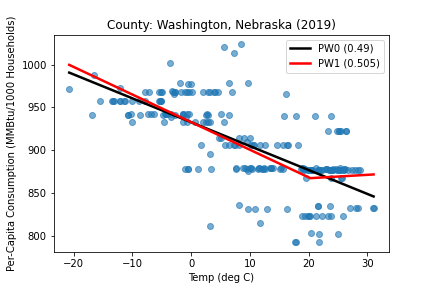 County: Washington, Nebraska (2019)
PW0 (0.49)
PW1 (0.505)
Per-Capita Consumption (MMBtu/1000 Households)
1000
950
900
850
800
−20
−10
0
10
20
30
Temp (deg C)